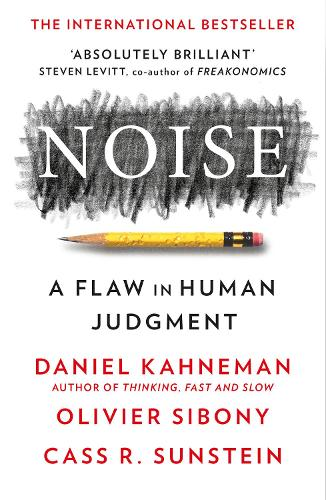 THE INTERNATIONAL BESTSELLER
‘ABSOLUTELY BRILLIANT’
STEVEN LEVITT, co-author of FREAKONOMICS
NOISE
A FLAW IN HUMAN
JUDGMENT
DANIEL KAHNEMAN
AUTHOR OF THINKING, FAST AND SLOW
OLIVIER SIBONY
CASS R. SUNSTEIN